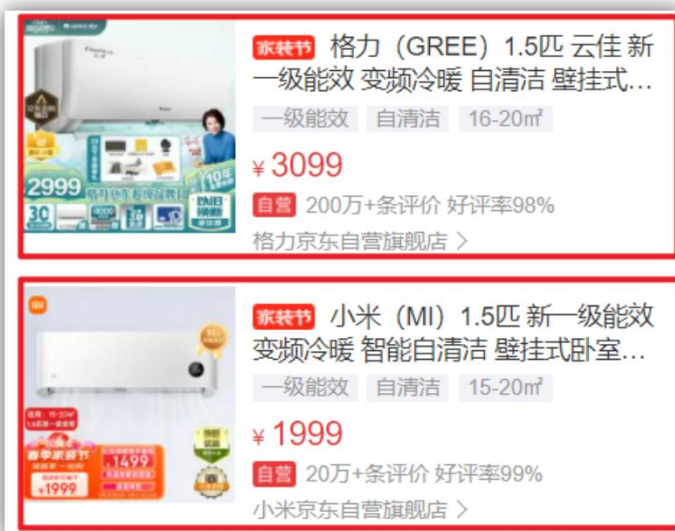 家装节 格力（GREE）1.5匹 云佳 新
一级能效 变频冷暖 自清洁 壁挂式...
一级能效 自清洁 16-20㎡
¥ 3099
2999
自营 200万+条评价 好评率98%
格力京东自营旗舰店 >
家装节 小米（MI）1.5匹 新一级能效
变频冷暖 智能自清洁 壁挂式卧室...
一级能效 自清洁 15-20㎡
¥ 1999
春季家装节
1499
¥1999
自营 20万+条评价 好评率99%
小米京东自营旗舰店 >